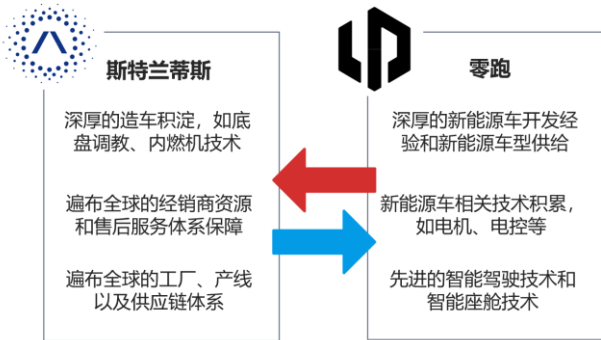 斯特兰蒂斯
深厚的造车积淀，如底
盘调教、内燃机技术
遍布全球的经销商资源
和售后服务体系保障
遍布全球的工厂、产线
以及供应链体系
零跑
深厚的新能源车开发经
验和新能源车型供给
新能源车相关技术积累，
如电机、电控等
先进的智能驾驶技术和
智能座舱技术